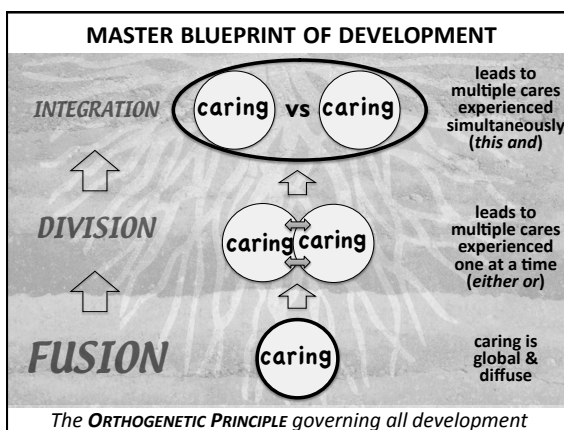 MASTER BLUEPRINT OF DEVELOPMENT
INTEGRATION
caring vs caring
leads to
multiple cares
experienced
simultaneously
(this and)
DIVISION
caring caring
leads to
multiple cares
experienced
one at a time
(either or)
FUSION
caring
caring is
global &
diffuse
The ORTHOGENETIC PRINCIPLE governing all development